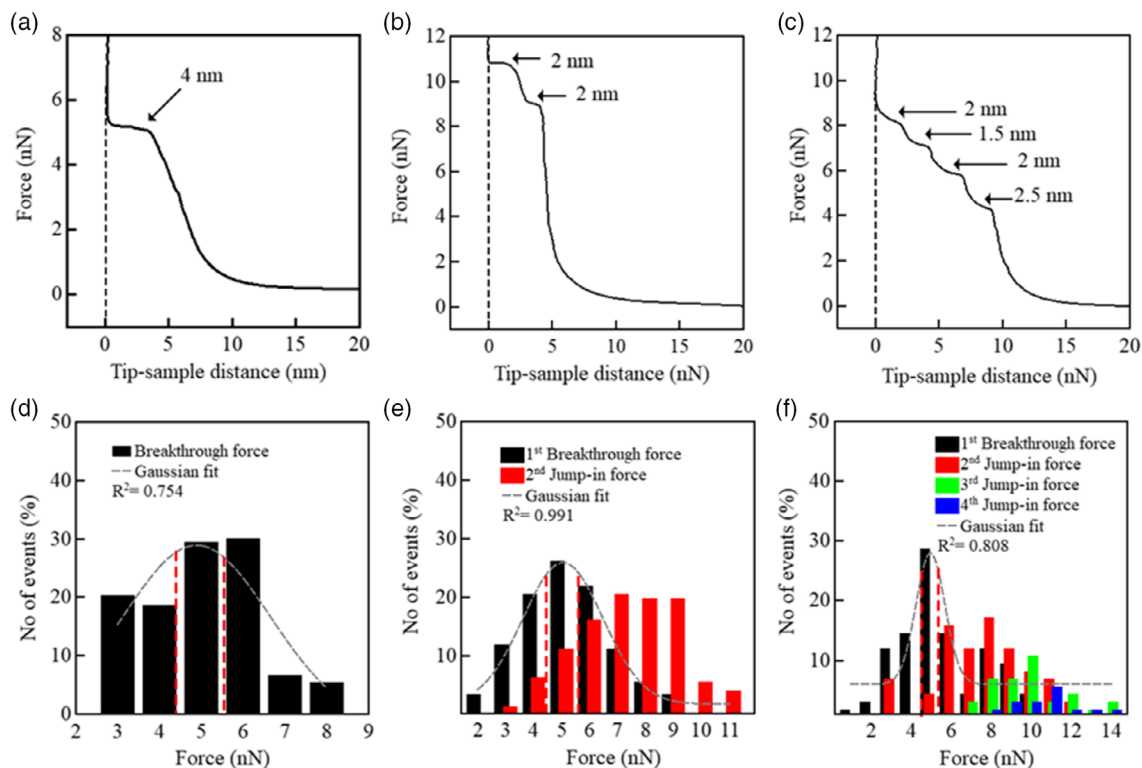 (a)
8
6
4
2
0
Force (nN)
4 nm
0 5 10 15 20
Tip-sample distance (nm)
(b)
12
10
8
6
4
2
0
Force (nN)
2 nm
2 nm
0 5 10 15 20
Tip-sample distance (nN)
(c)
12
10
8
6
4
2
0
Force (nN)
2 nm
1.5 nm
2 nm
2.5 nm
0 5 10 15 20
Tip-sample distance (nN)
(d)
50
40
30
20
10
0
No of events (%)
Breakthrough force
Gaussian fit
R²= 0.754
2 3 4 5 6 7 8 9
Force (nN)
(e)
50
40
30
20
10
No of events (%)
1st Breakthrough force
2nd Jump-in force
Gaussian fit
R²= 0.991
2 3 4 5 6 7 8 9 10 11
Force (nN)
(f)
50
40
30
20
10
No of events (%)
1st Breakthrough force
2nd Jump-in force
3rd Jump-in force
4th Jump-in force
Gaussian fit
R²= 0.808
2 4 6 8 10 12 14
Force (nN)